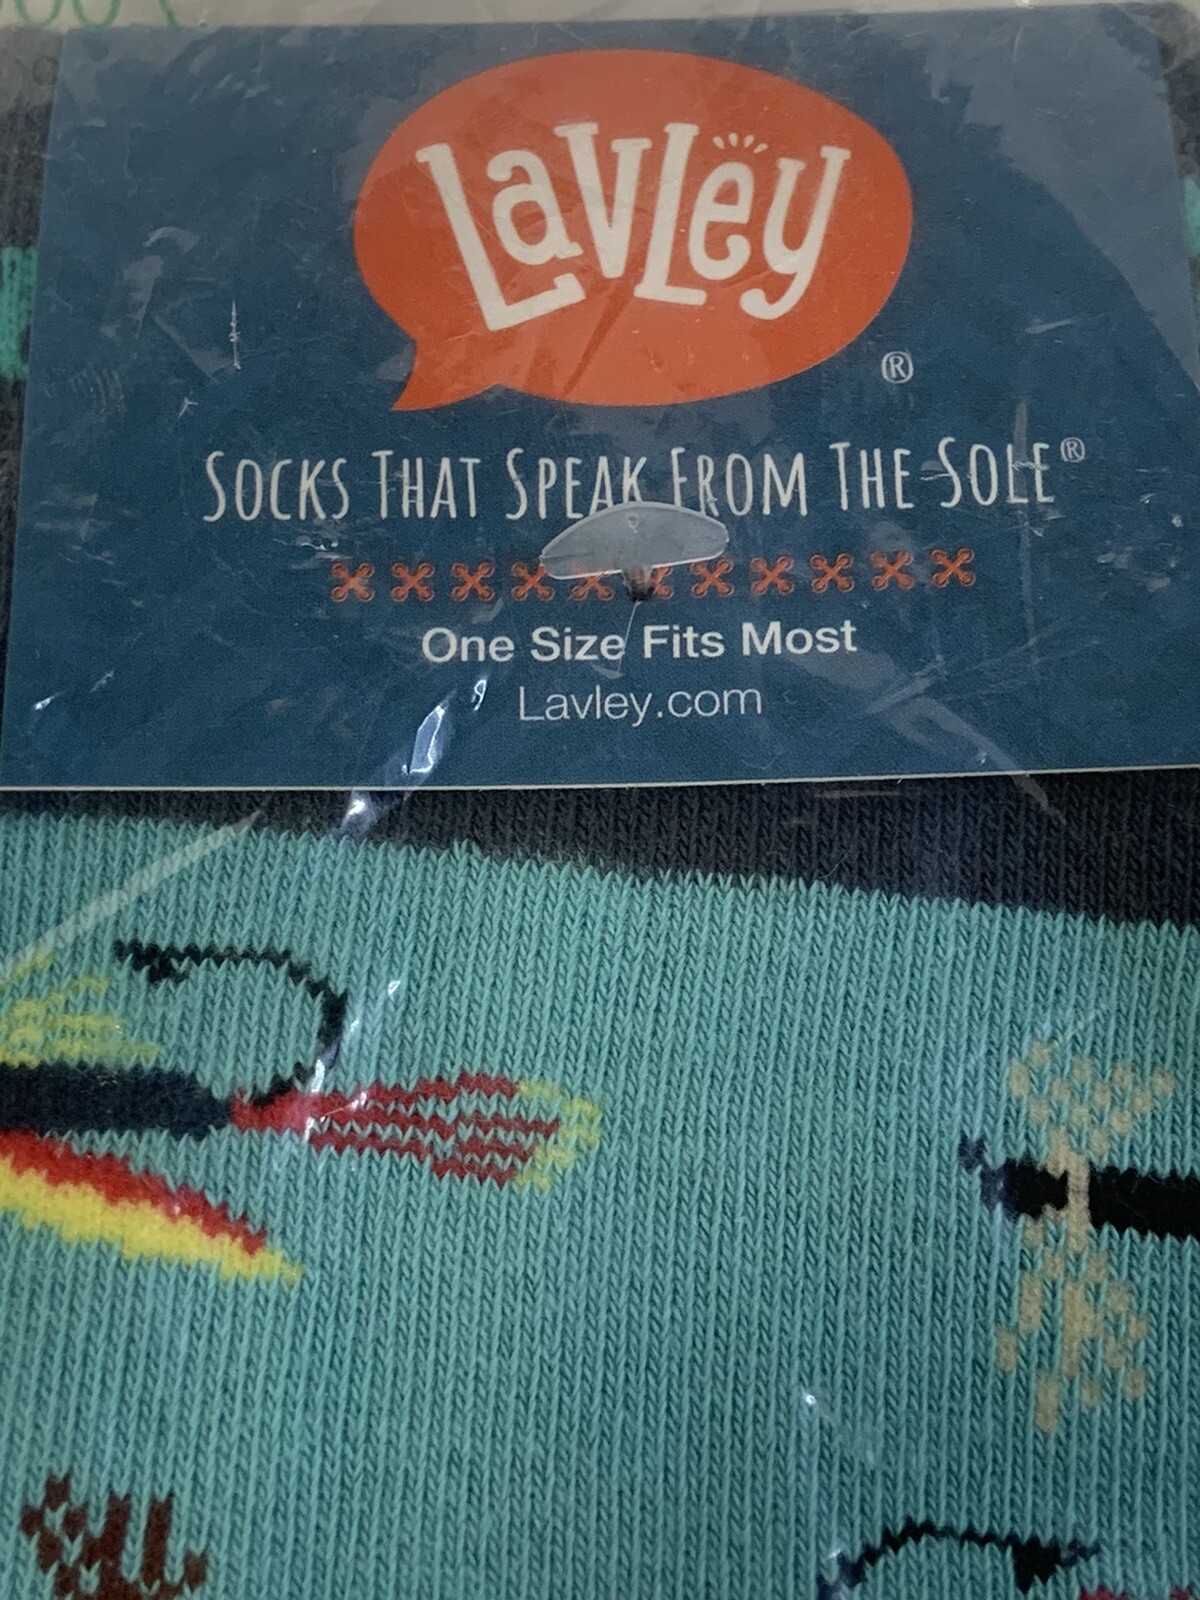 Lavley
®
Socks That Speak From The Sole®
One Size Fits Most
Lavley.com